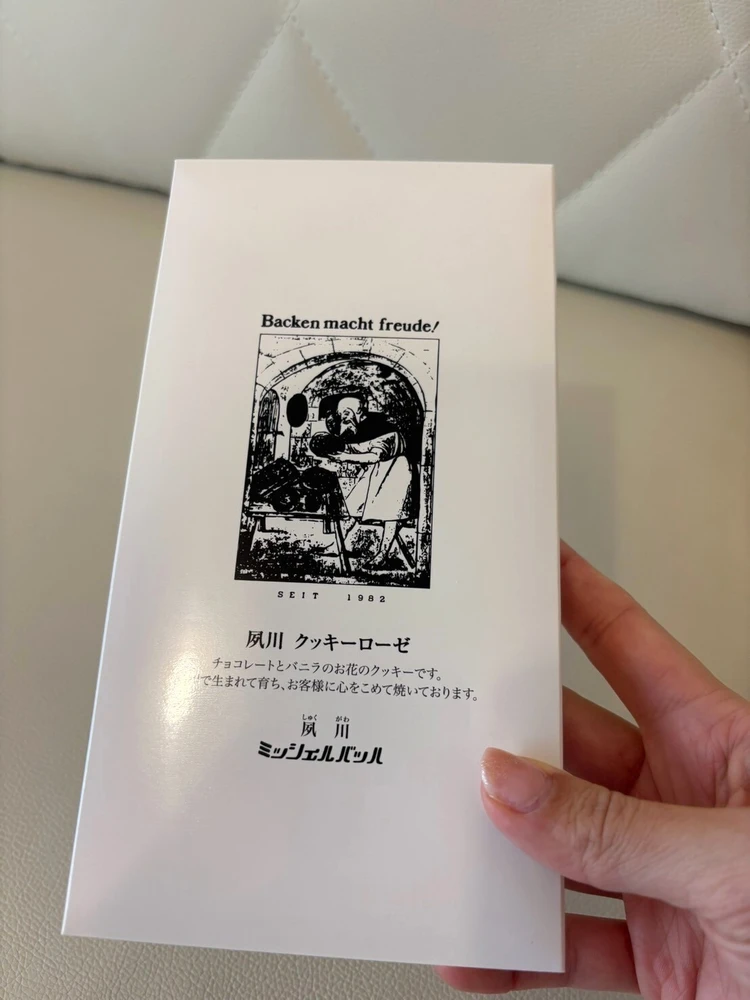 Backen macht freude!
SEIT 1982
夙川 クッキーローゼ
チョコレートとバニラのお花のクッキーです。
で生まれて育ち、お客様に心をこめて焼いております。
しゅく がわ
夙川
ミッシェルバッハ